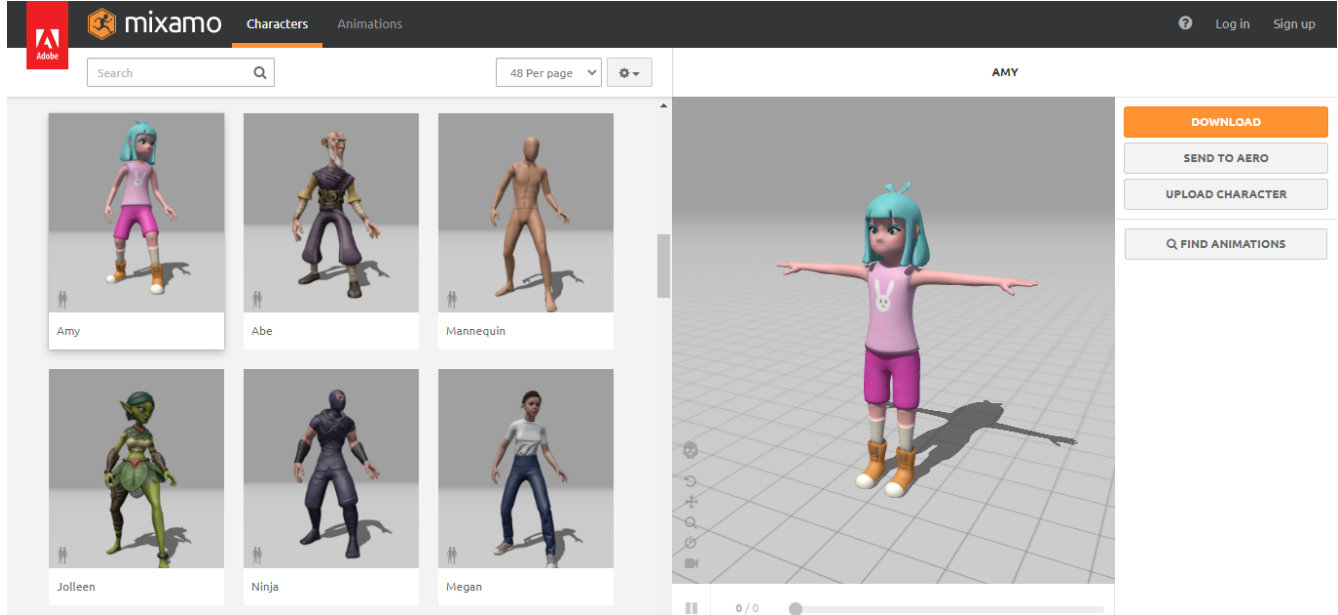 Adobe
mixamo
Characters
Animations
Log in
Sign up
Search
48 Per page
AMY
Amy
Abe
Mannequin
Jolleen
Ninja
Megan
DOWNLOAD
SEND TO AERO
UPLOAD CHARACTER
FIND ANIMATIONS
0 / 0